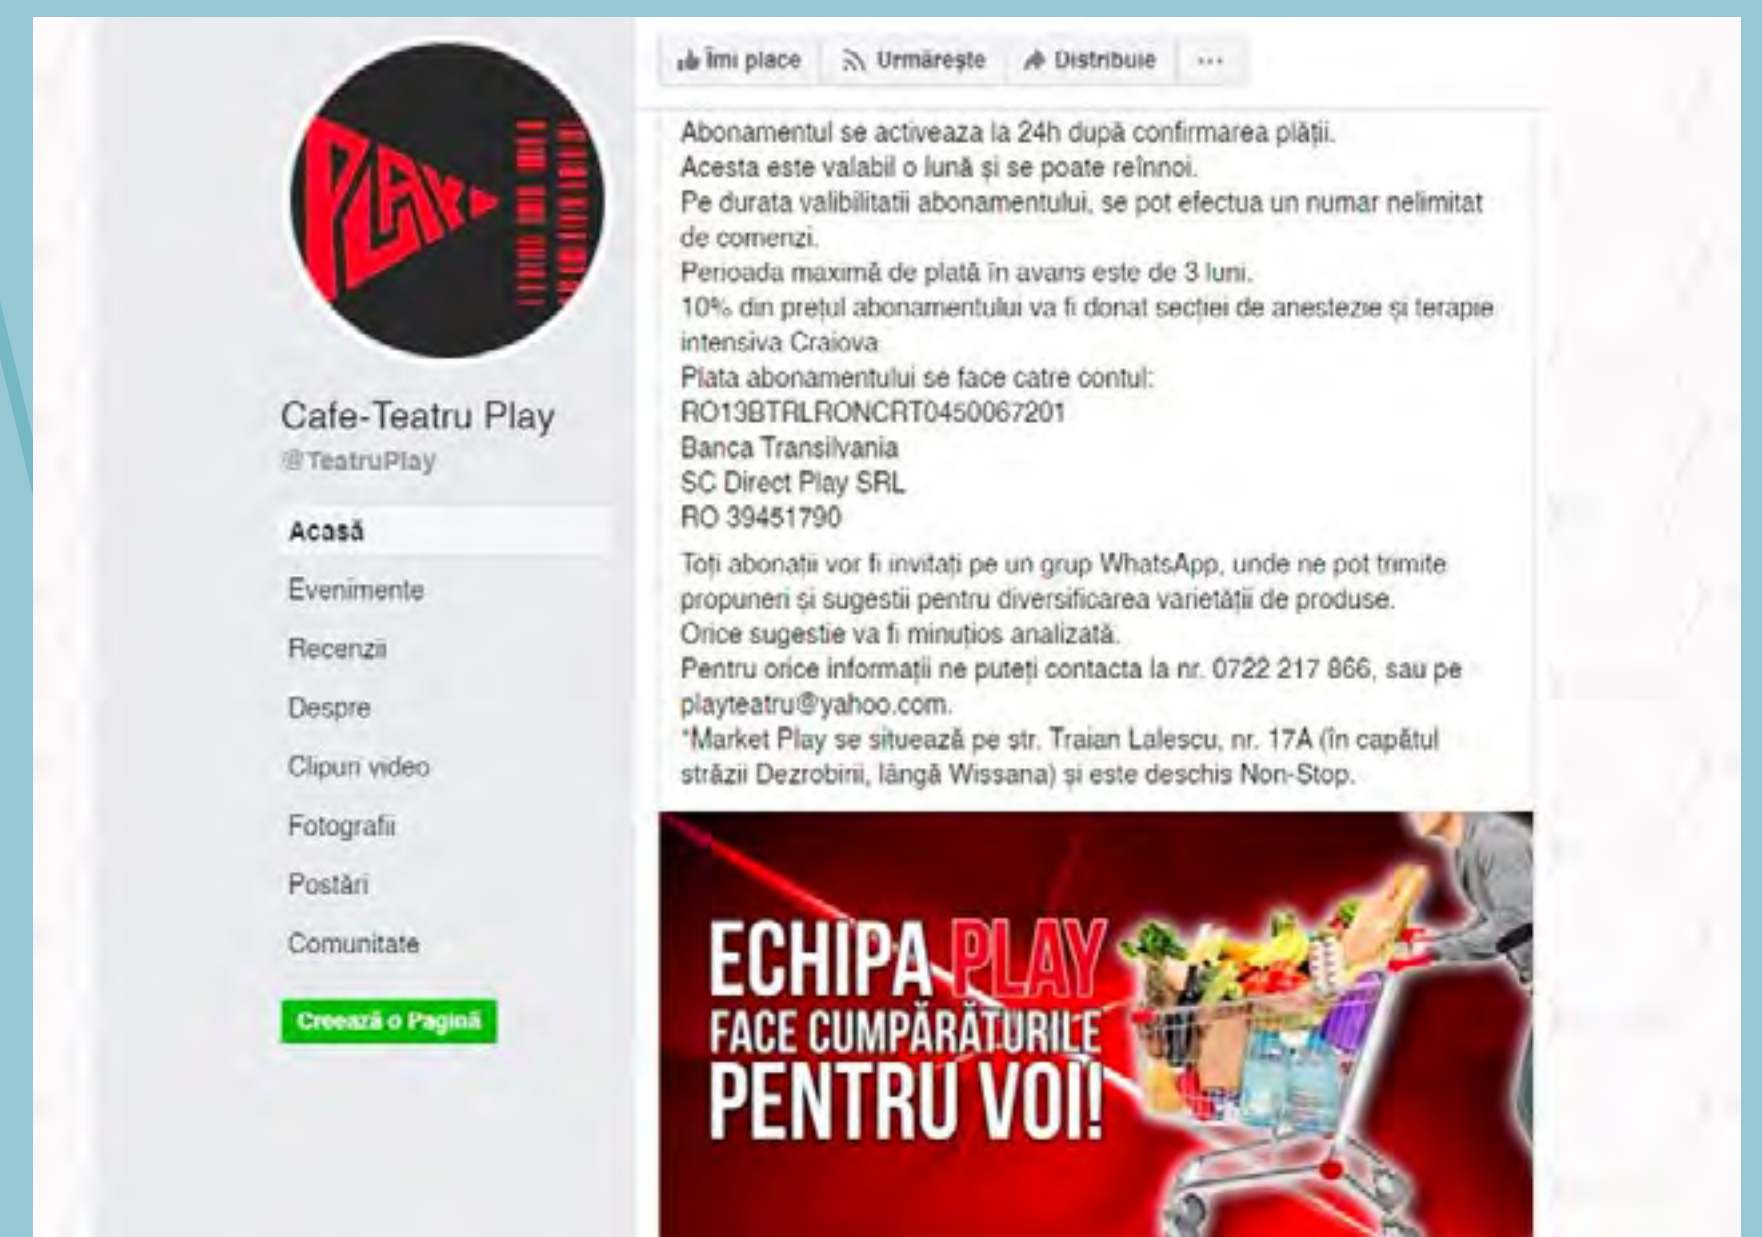 PLAY
Îmi place
Urmărește
Distribuie
...
Abonamentul se activeaza la 24h după confirmarea plății.
Acesta este valabil o lună și se poate reînnoi.
Pe durata valibilitatii abonamentului, se pot efectua un numar nelimitat
de comenzi.
Perioada maximă de plată în avans este de 3 luni.
10% din prețul abonamentului va fi donat secției de anestezie și terapie
intensiva Craiova
Plata abonamentului se face catre contul:
RO13BTRLRONCRT0450067201
Banca Transilvania
SC Direct Play SRL
RO 39451790
Toți abonații vor fi invitați pe un grup WhatsApp, unde ne pot trimite
propuneri și sugestii pentru diversificarea varietății de produse.
Orice sugestie va fi minuțios analizată.
Pentru orice informații ne puteți contacta la nr. 0722 217 866, sau pe
playteatru@yahoo.com.
*Market Play se situează pe str. Traian Lalescu, nr. 17A (în capătul
străzii Dezrobirii, lângă Wissana) și este deschis Non-Stop.
Cafe-Teatru Play
@TeatruPlay
Acasă
Evenimente
Recenzii
Despre
Clipuri video
Fotografii
Postări
Comunitate
Creează o Pagină
ECHIPA PLAY
FACE CUMPĂRĂTURILE
PENTRU VOI!